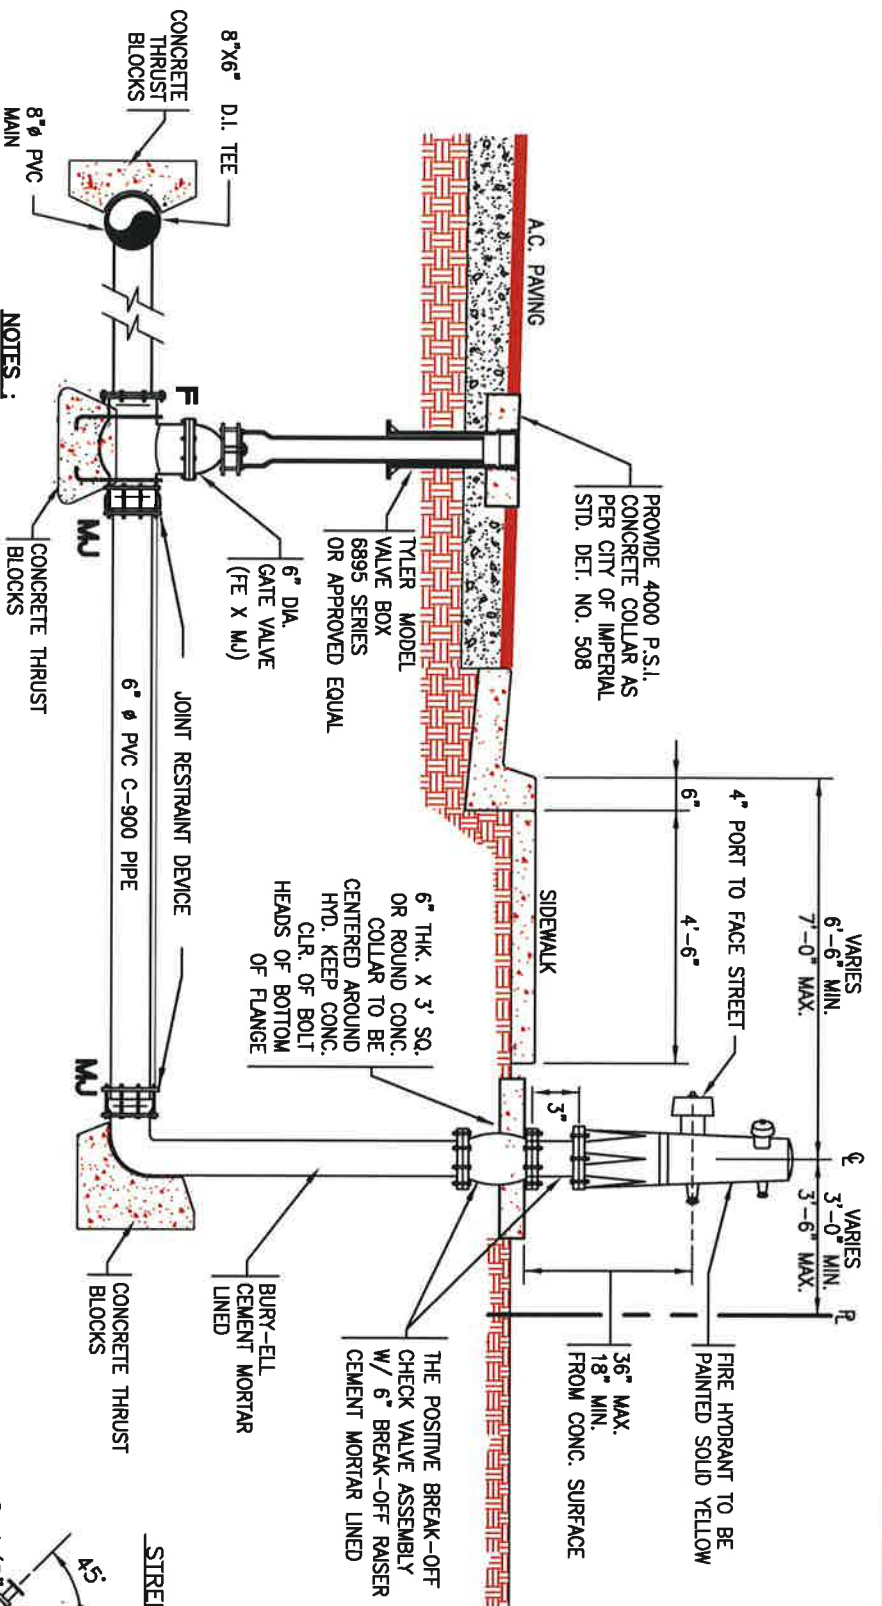 8"X6" D.I. TEE
CONCRETE
THRUST
BLOCKS
8"ø PVC
MAIN
NOTES :
A.C. PAVING
PROVIDE 4000 P.S.I.
CONCRETE COLLAR AS
PER CITY OF IMPERIAL
STD. DET. NO. 508
F
TYLER MODEL
VALVE BOX
6895 SERIES
OR APPROVED EQUAL
6" DIA.
GATE VALVE
(FE X MJ)
MJ
CONCRETE THRUST
BLOCKS
JOINT RESTRAINT DEVICE
6" ø PVC C-900 PIPE
MJ
VARIES
6'-6" MIN.
7'-0" MAX.
6"
4'-6"
4" PORT TO FACE STREET
SIDEWALK
6" THK. X 3' SQ.
OR ROUND CONC.
COLLAR TO BE
CENTERED AROUND
HYD. KEEP CONC.
CLR. OF BOLT
HEADS OF BOTTOM
OF FLANGE
3"
℄
VARIES
3'-0" MIN.
3'-6" MAX.
PL
FIRE HYDRANT TO BE
PAINTED SOLID YELLOW
36" MAX.
18" MIN.
FROM CONC. SURFACE
THE POSITIVE BREAK-OFF
CHECK VALVE ASSEMBLY
W/ 6" BREAK-OFF RAISER
CEMENT MORTAR LINED
BURY-ELL
CEMENT MORTAR
LINED
CONCRETE THRUST
BLOCKS
45°